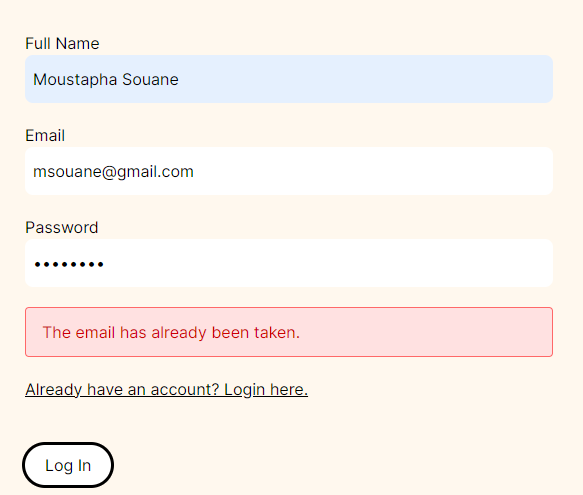 Full Name
Moustapha Souane
Email
msouane@gmail.com
Password
••••••••
The email has already been taken.
Already have an account? Login here.
Log In